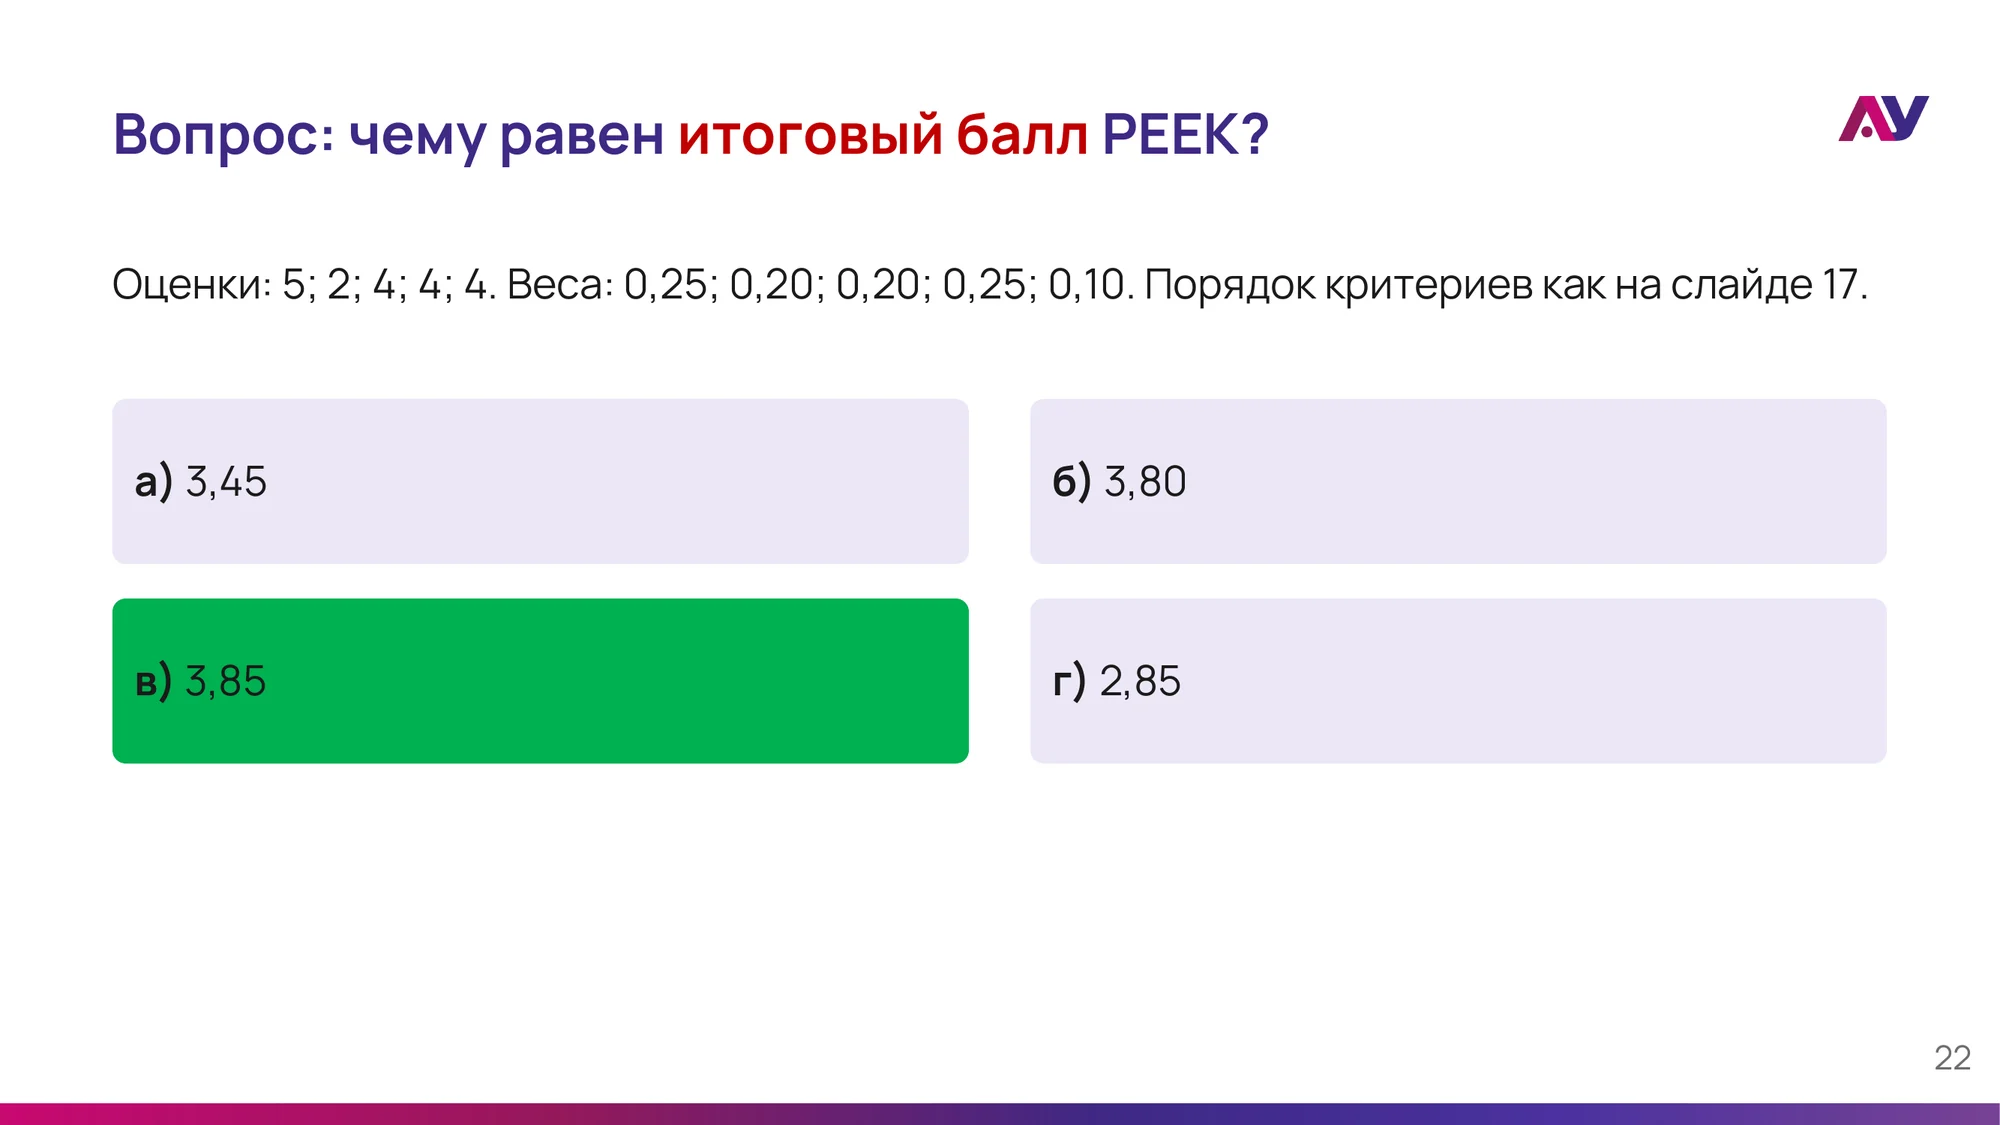 Вопрос: чему равен итоговый балл PEEK?
АУ
Оценки: 5; 2; 4; 4; 4. Веса: 0,25; 0,20; 0,20; 0,25; 0,10. Порядок критериев как на слайде 17.
а) 3,45
б) 3,80
в) 3,85
г) 2,85
22